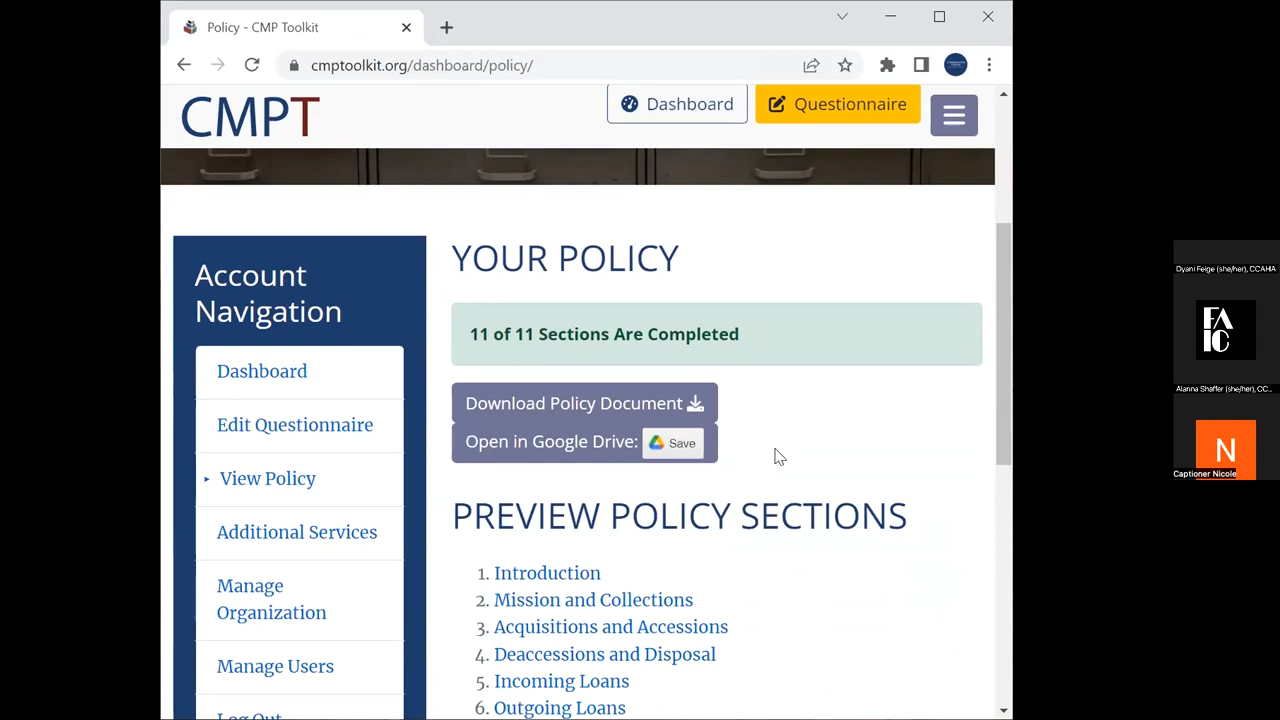 Policy - CMP Toolkit
cmptoolkit.org/dashboard/policy/
CMPT
Dashboard
Questionnaire
Account
Navigation
Dashboard
Edit Questionnaire
View Policy
Additional Services
Manage
Organization
Manage Users
Log Out
YOUR POLICY
11 of 11 Sections Are Completed
Download Policy Document
Open in Google Drive: Save
PREVIEW POLICY SECTIONS
1. Introduction
2. Mission and Collections
3. Acquisitions and Accessions
4. Deaccessions and Disposal
5. Incoming Loans
6. Outgoing Loans
Dyani Feige (she/her), CCAHA
FA
IC
Alanna Shaffer (she/her), CC...
N
Captioner Nicole